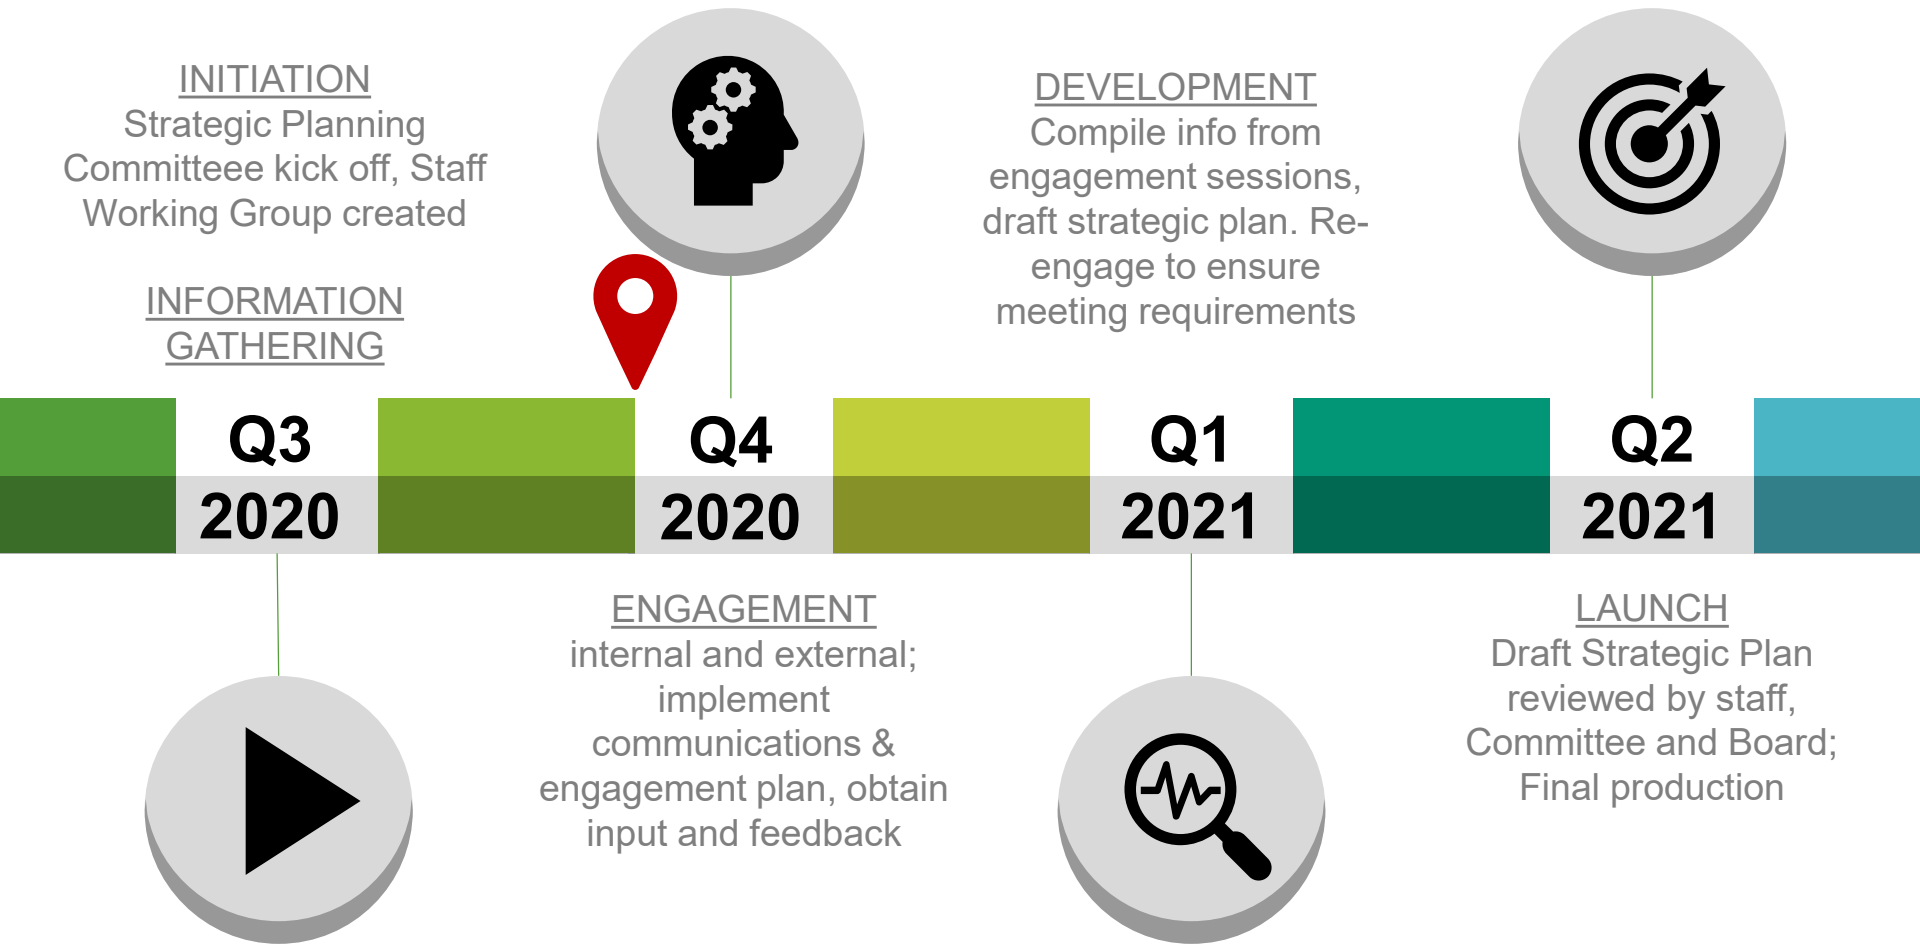 INITIATION
Strategic Planning
Committeee kick off, Staff
Working Group created
INFORMATION
GATHERING
DEVELOPMENT
Compile info from
engagement sessions,
draft strategic plan. Re-
engage to ensure
meeting requirements
Q3
2020
Q4
2020
Q1
2021
Q2
2021
ENGAGEMENT
internal and external;
implement
communications &
engagement plan, obtain
input and feedback
LAUNCH
Draft Strategic Plan
reviewed by staff,
Committee and Board;
Final production